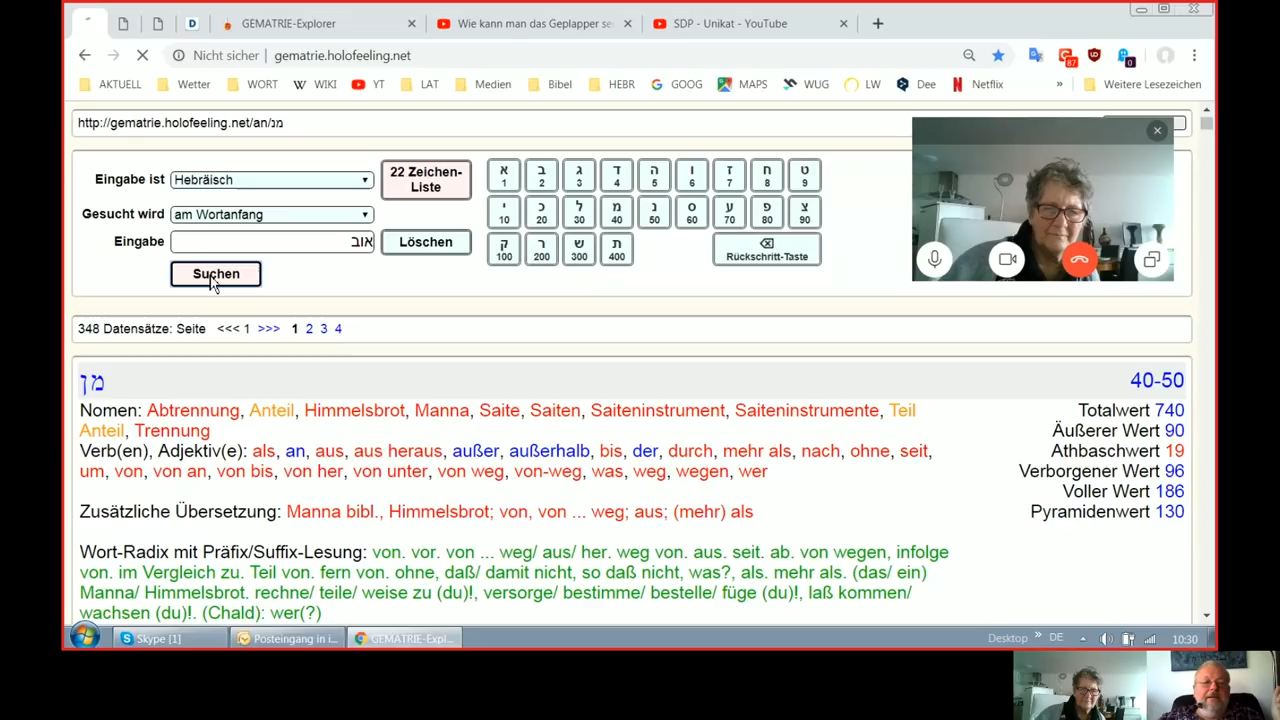 GEMATRIE-Explorer
Wie kann man das Geplapper se
SDP - Unikat - YouTube
Nicht sicher | gematrie.holofeeling.net
AKTUELL Wetter WORT WIKI YT LAT Medien Bibel HEBR GOOG MAPS WUG LW Dee Netflix » Weitere Lesezeichen
http://gematrie.holofeeling.net/an/מנ
Eingabe ist Hebräisch
22 Zeichen-
Liste
Gesucht wird am Wortanfang
Eingabe אוב Löschen
Suchen
א ב ג ד ה ו ז ח ט
1 2 3 4 5 6 7 8 9
י כ ל מ נ ס ע פ צ
10 20 30 40 50 60 70 80 90
ק ר ש ת
100 200 300 400 Rückschritt-Taste
348 Datensätze: Seite <<< 1 >>> 1 2 3 4
מן 40-50
Nomen: Abtrennung, Anteil, Himmelsbrot, Manna, Saite, Saiten, Saiteninstrument, Saiteninstrumente, Teil
Anteil, Trennung
Verb(en), Adjektiv(e): als, an, aus, aus heraus, außer, außerhalb, bis, der, durch, mehr als, nach, ohne, seit,
um, von, von an, von bis, von her, von unter, von weg, von-weg, was, weg, wegen, wer
Zusätzliche Übersetzung: Manna bibl., Himmelsbrot; von, von ... weg; aus; (mehr) als
Totalwert 740
Äußerer Wert 90
Athbaschwert 19
Verborgener Wert 96
Voller Wert 186
Pyramidenwert 130
Wort-Radix mit Präfix/Suffix-Lesung: von. vor. von ... weg/ aus/ her. weg von. aus. seit. ab. von wegen, infolge
von. im Vergleich zu. Teil von. fern von. ohne, daß/ damit nicht, so daß nicht, was?, als. mehr als. (das/ ein)
Manna/ Himmelsbrot. rechne/ teile/ weise zu (du)!, versorge/ bestimme/ bestelle/ füge (du)!, laß kommen/
wachsen (du)!. (Chald): wer(?)
Skype [1] Posteingang in i... GEMATRIE-Expl... Desktop » DE 10:30